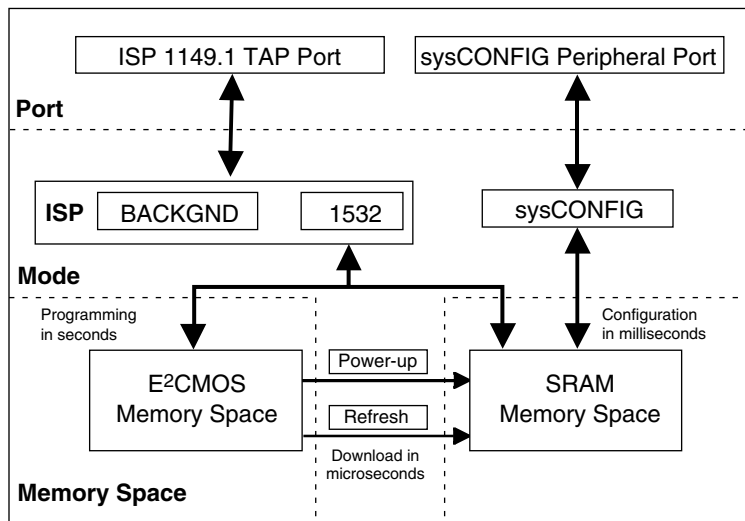 ISP 1149.1 TAP Port
sysCONFIG Peripheral Port
Port
ISP
BACKGND
1532
sysCONFIG
Mode
Programming
in seconds
Configuration
in milliseconds
E²CMOS
Memory Space
Power-up
Refresh
Download in
microseconds
SRAM
Memory Space
Memory Space